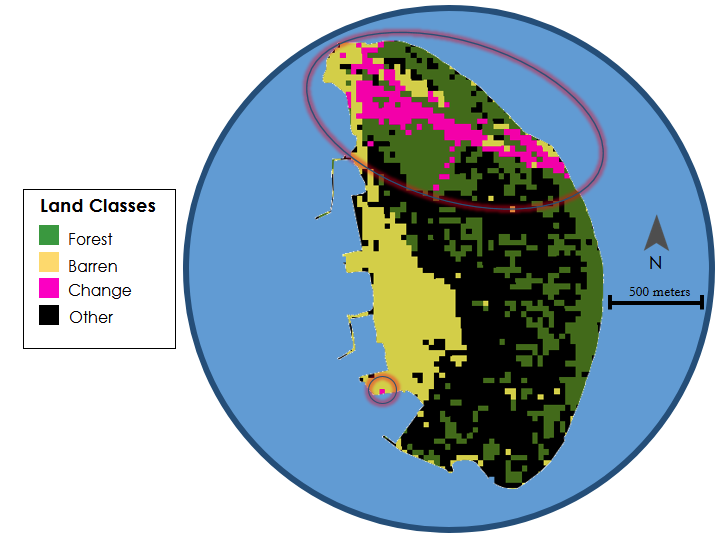 Land Classes
Forest
Barren
Change
Other
N
500 meters